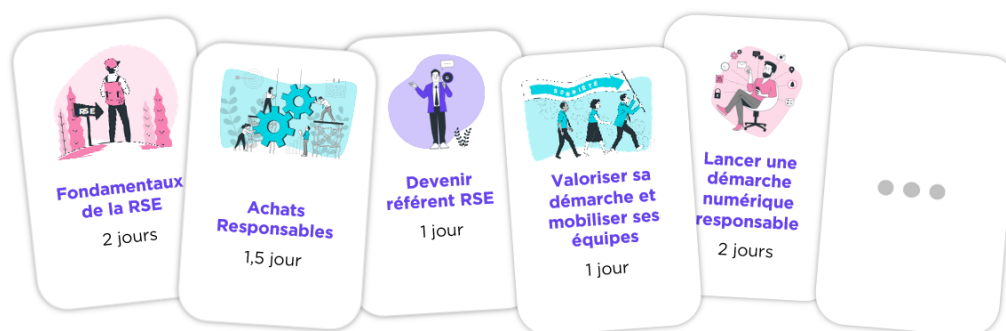 RSE
Fondamentaux
de la RSE
2 jours
Achats
Responsables
1,5 jour
Devenir
référent RSE
1 jour
SOBRIÉTÉ
Valoriser sa
démarche et
mobiliser ses
équipes
1 jour
Lancer une
démarche
numérique
responsable
2 jours